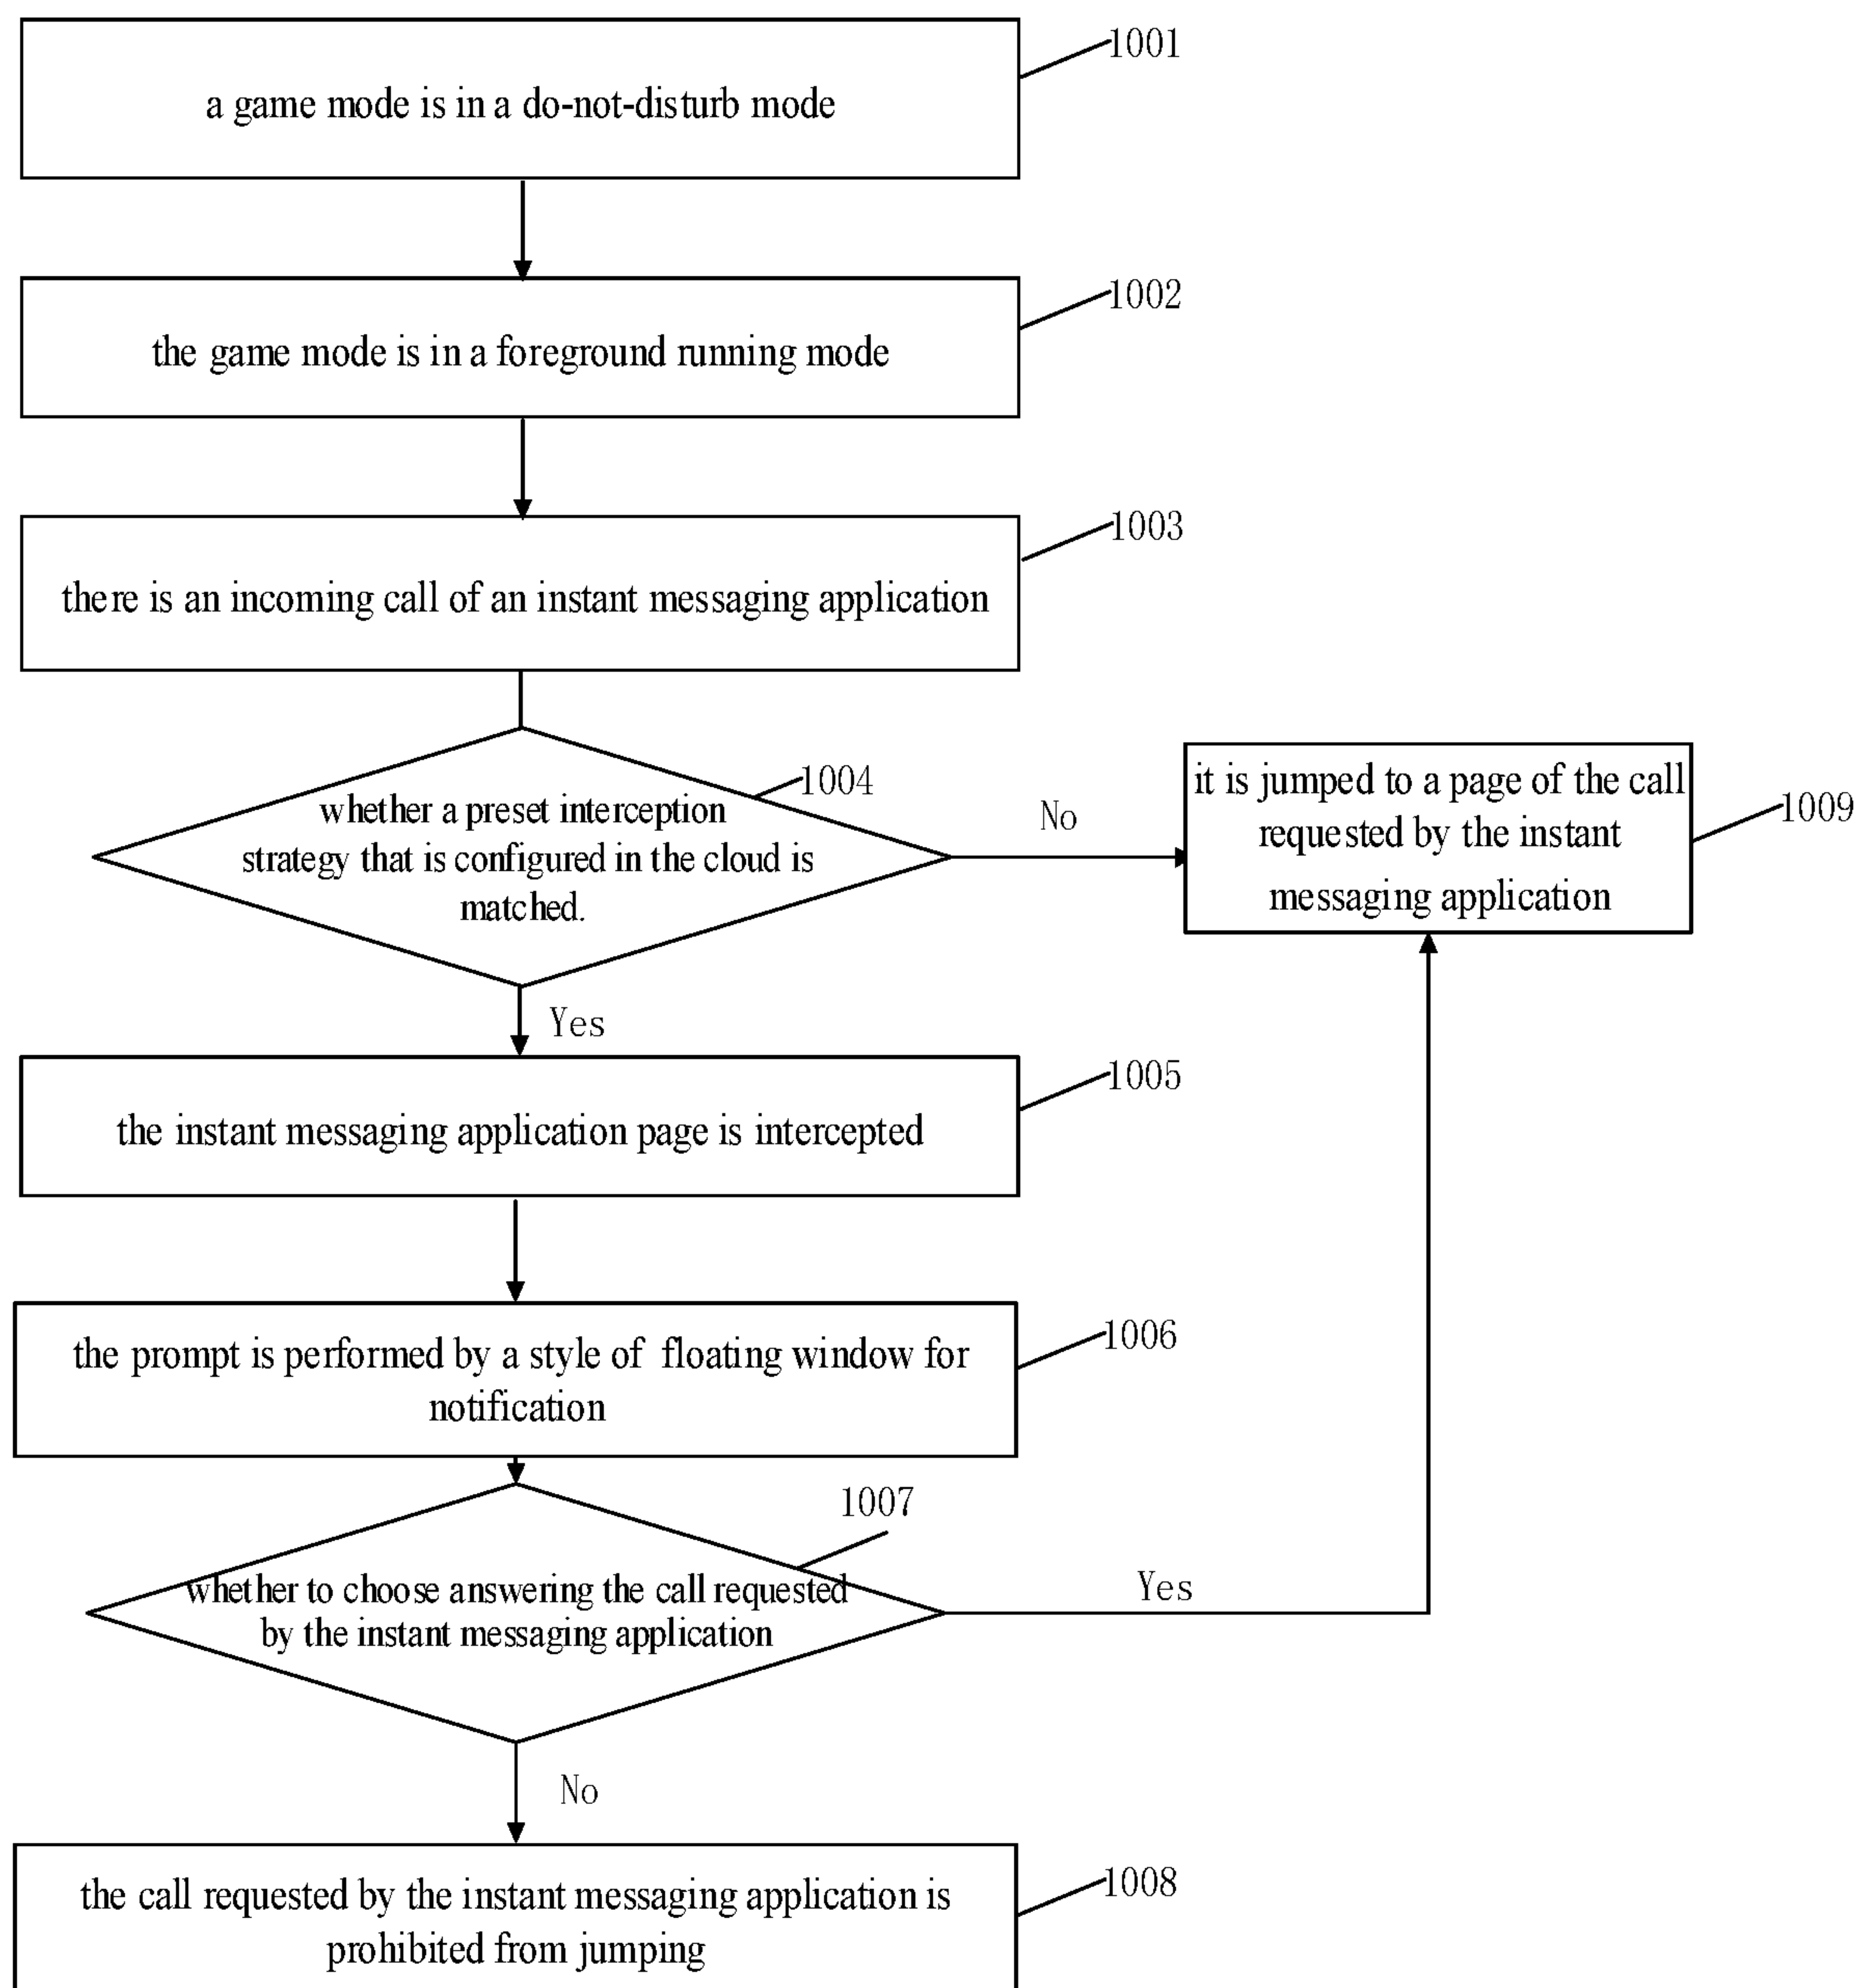 1001
a game mode is in a do-not-disturb mode
1002
the game mode is in a foreground running mode
1003
there is an incoming call of an instant messaging application
1004
whether a preset interception
strategy that is configured in the cloud is
matched.
No
it is jumped to a page of the call
requested by the instant
messaging application
1009
Yes
1005
the instant messaging application page is intercepted
1006
the prompt is performed by a style of floating window for
notification
1007
whether to choose answering the call requested
by the instant messaging application
Yes
No
1008
the call requested by the instant messaging application is
prohibited from jumping